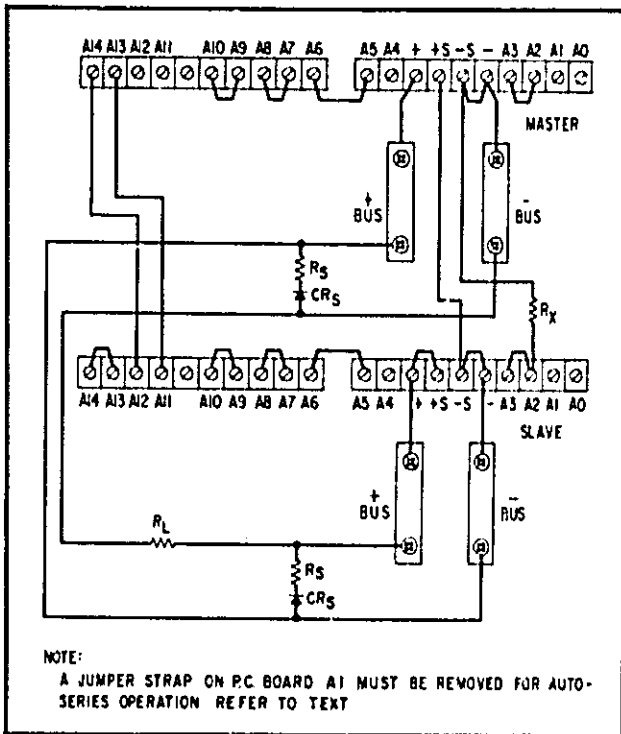 A14 A13 A12 A11 A10 A9 A8 A7 A6 A5 A4 + +S -S - A3 A2 A1 A0
MASTER
+ BUS
- BUS
RS
CRS
RX
A14 A13 A12 A11 A10 A9 A8 A7 A6 A5 A4 + +S -S - A3 A2 A1 A0
SLAVE
+ BUS
- BUS
RL
RS
CRS
NOTE:
A JUMPER STRAP ON P.C. BOARD A1 MUST BE REMOVED FOR AUTO-
SERIES OPERATION REFER TO TEXT